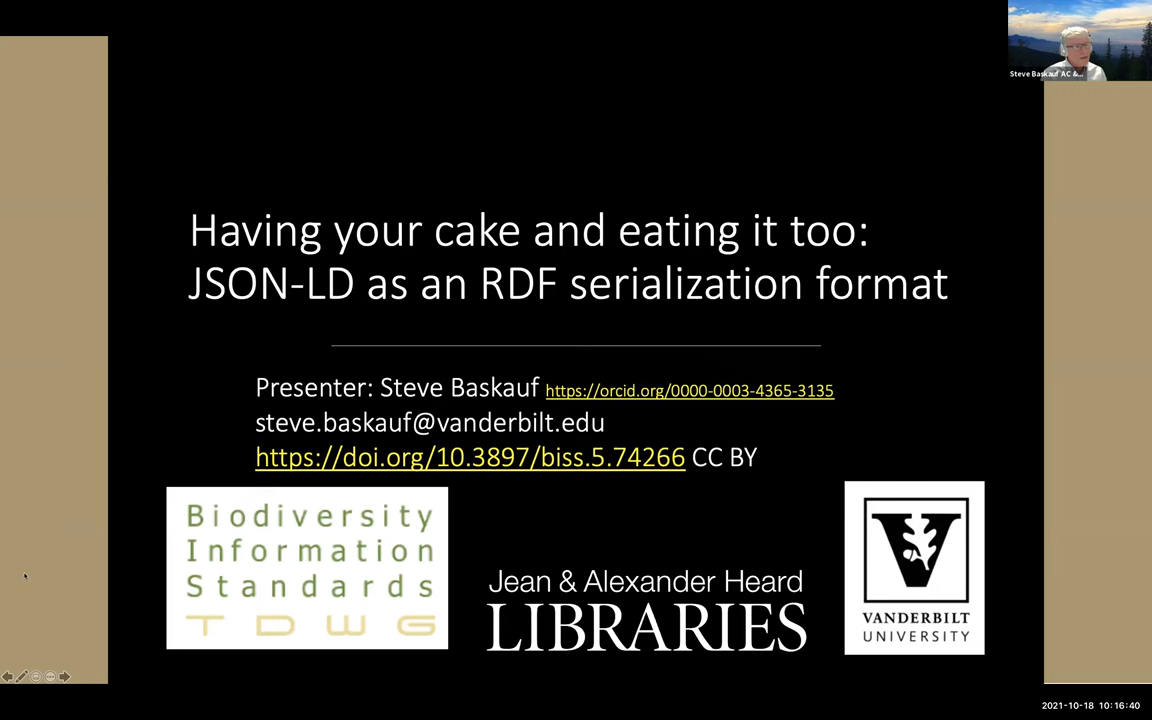 Steve Baskauf AC &...
Having your cake and eating it too:
JSON-LD as an RDF serialization format
Presenter: Steve Baskauf https://orcid.org/0000-0003-4365-3135
steve.baskauf@vanderbilt.edu
https://doi.org/10.3897/biss.5.74266 CC BY
Biodiversity
Information
Standards
TDWG
Jean & Alexander Heard
LIBRARIES
V
VANDERBILT
UNIVERSITY
2021-10-18 10:16:40